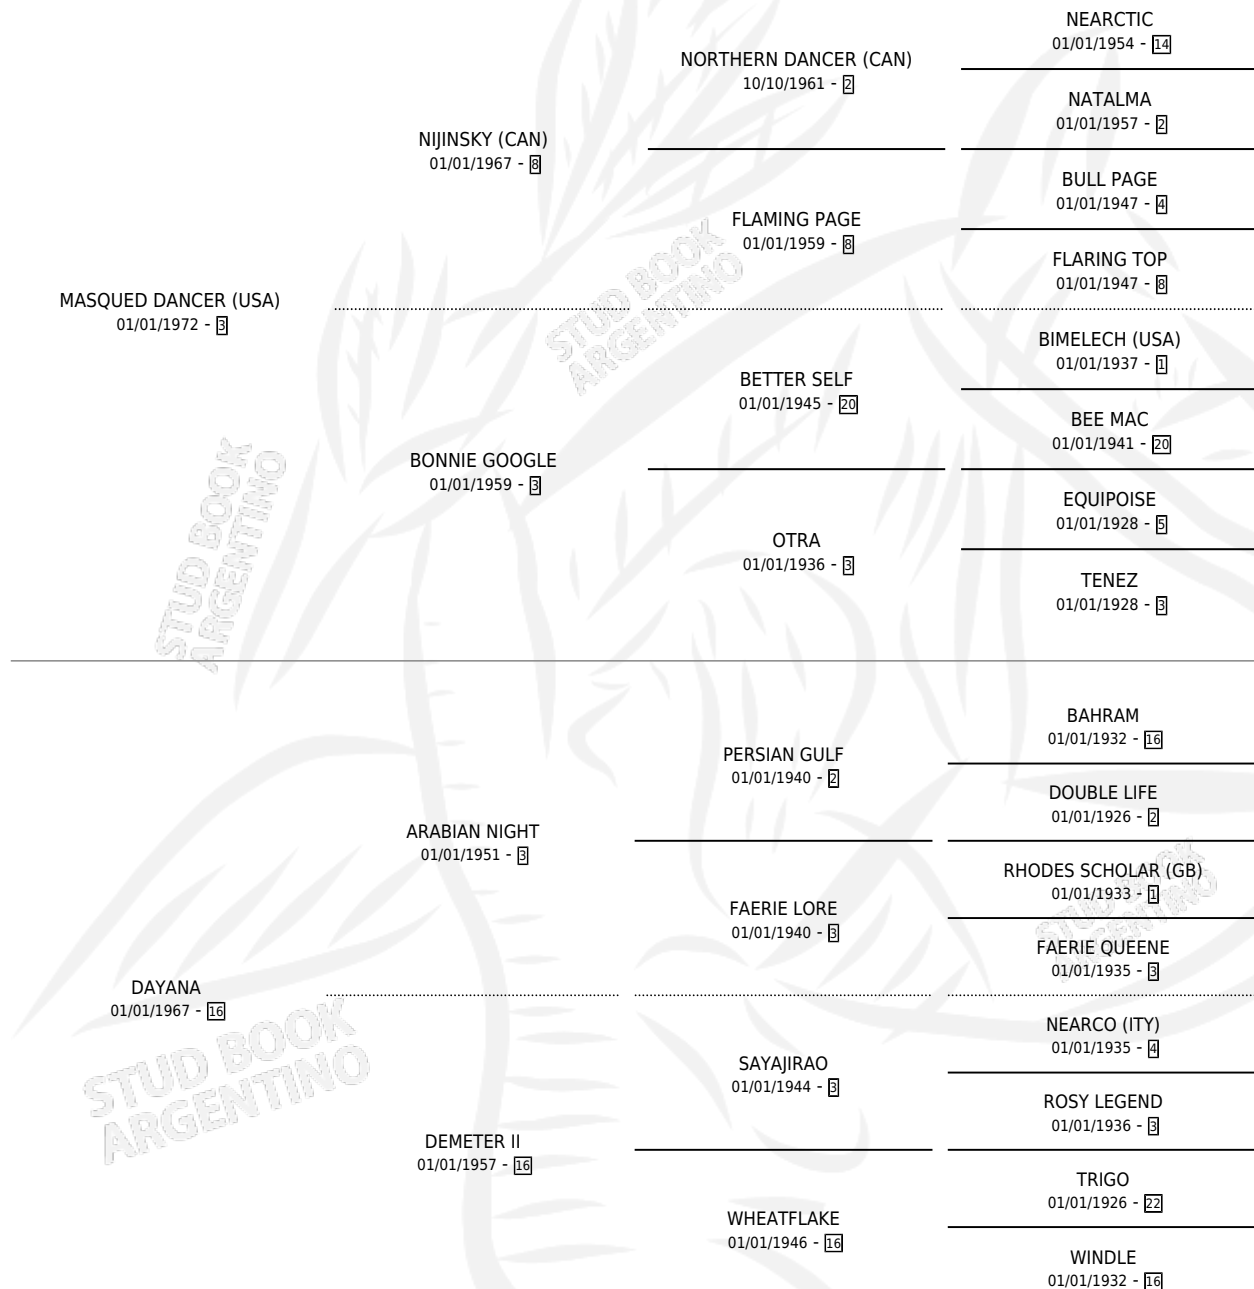 NEARCTIC
01/01/1954 - 14
NORTHERN DANCER (CAN)
10/10/1961 - 2
NATALMA
01/01/1957 - 2
NIJINSKY (CAN)
01/01/1967 - 8
BULL PAGE
01/01/1947 - 4
FLAMING PAGE
01/01/1959 - 8
FLARING TOP
01/01/1947 - 8
MASQUED DANCER (USA)
01/01/1972 - 3
BIMELECH (USA)
01/01/1937 - 1
BETTER SELF
01/01/1945 - 20
BEE MAC
01/01/1941 - 20
BONNIE GOOGLE
01/01/1959 - 3
EQUIPOISE
01/01/1928 - 5
OTRA
01/01/1936 - 3
TENEZ
01/01/1928 - 3
STUD BOOK
ARGENTINO
STUD BOOK
ARGENTINO
BAHRAM
01/01/1932 - 16
PERSIAN GULF
01/01/1940 - 2
DOUBLE LIFE
01/01/1926 - 2
ARABIAN NIGHT
01/01/1951 - 3
RHODES SCHOLAR (GB)
01/01/1933 - 1
FAERIE LORE
01/01/1940 - 3
FAERIE QUEENE
01/01/1935 - 3
DAYANA
01/01/1967 - 16
NEARCO (ITY)
01/01/1935 - 4
SAYAJIRAO
01/01/1944 - 3
ROSY LEGEND
01/01/1936 - 3
DEMETER II
01/01/1957 - 16
TRIGO
01/01/1926 - 22
WHEATFLAKE
01/01/1946 - 16
WINDLE
01/01/1932 - 16
STUD BOOK
ARGENTINO
STUD BOOK
ARGENTINO